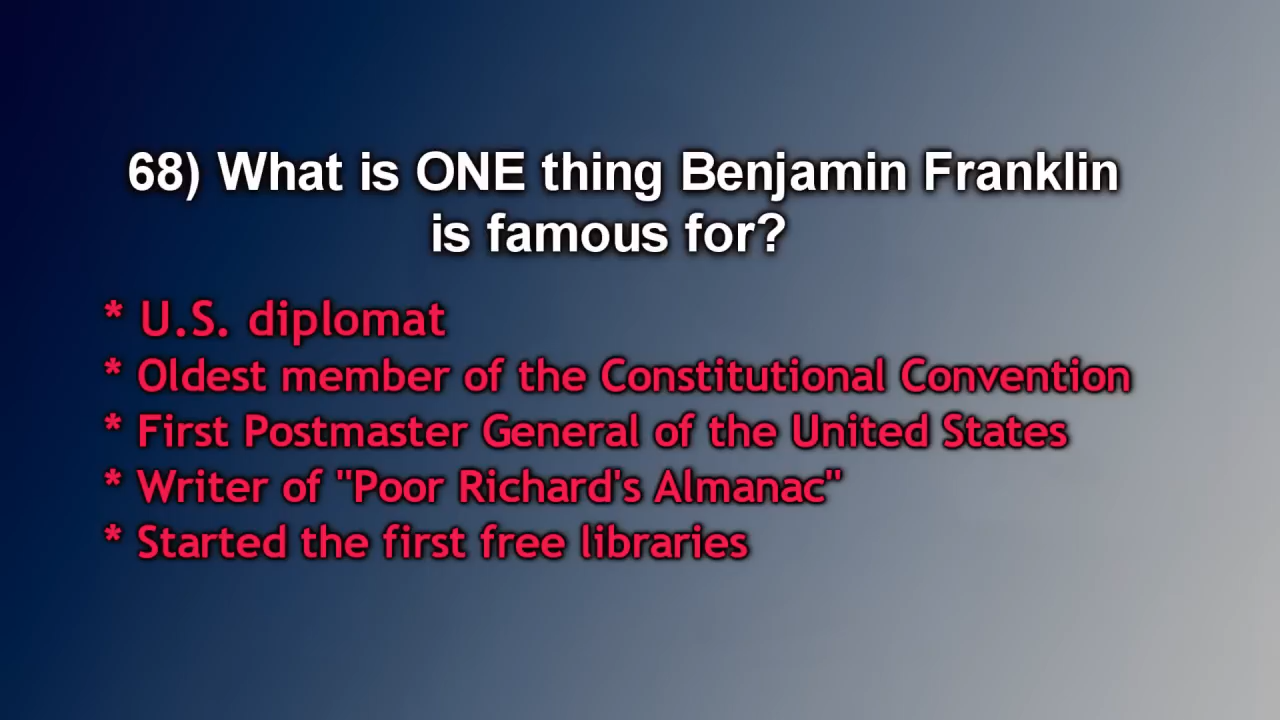 68) What is ONE thing Benjamin Franklin
is famous for?
* U.S. diplomat
* Oldest member of the Constitutional Convention
* First Postmaster General of the United States
* Writer of "Poor Richard's Almanac"
* Started the first free libraries